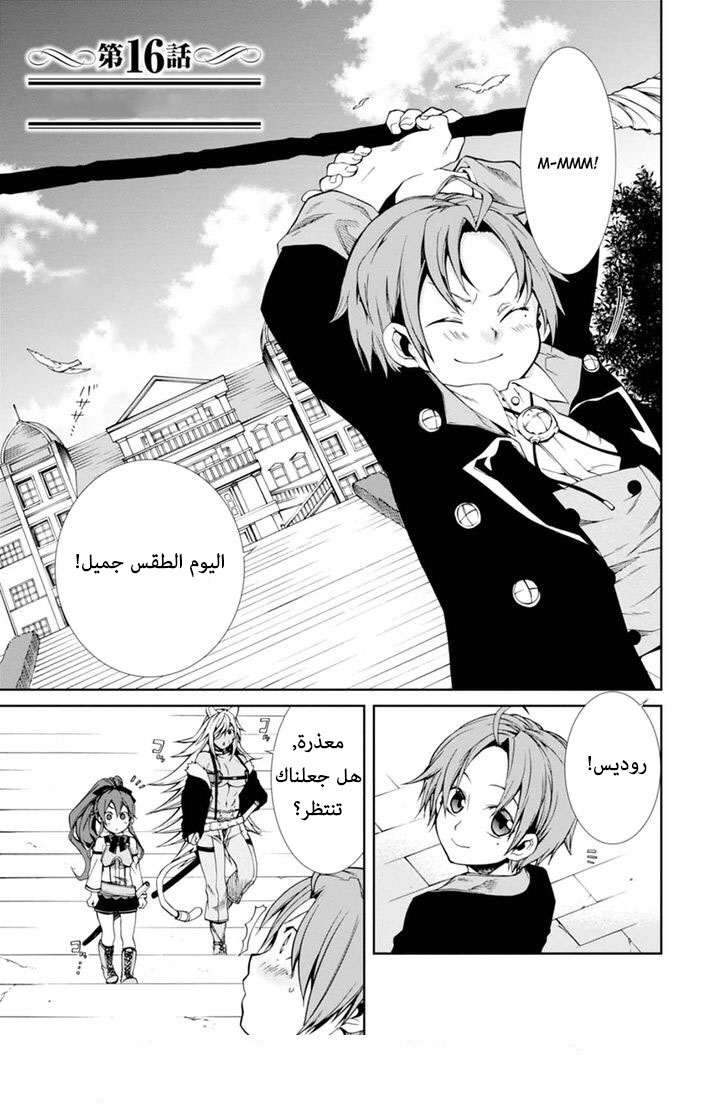 第16話
M-MMM!
اليوم الطقس جميل!
روديس!
معذرة,
هل جعلناك
تنتظر؟